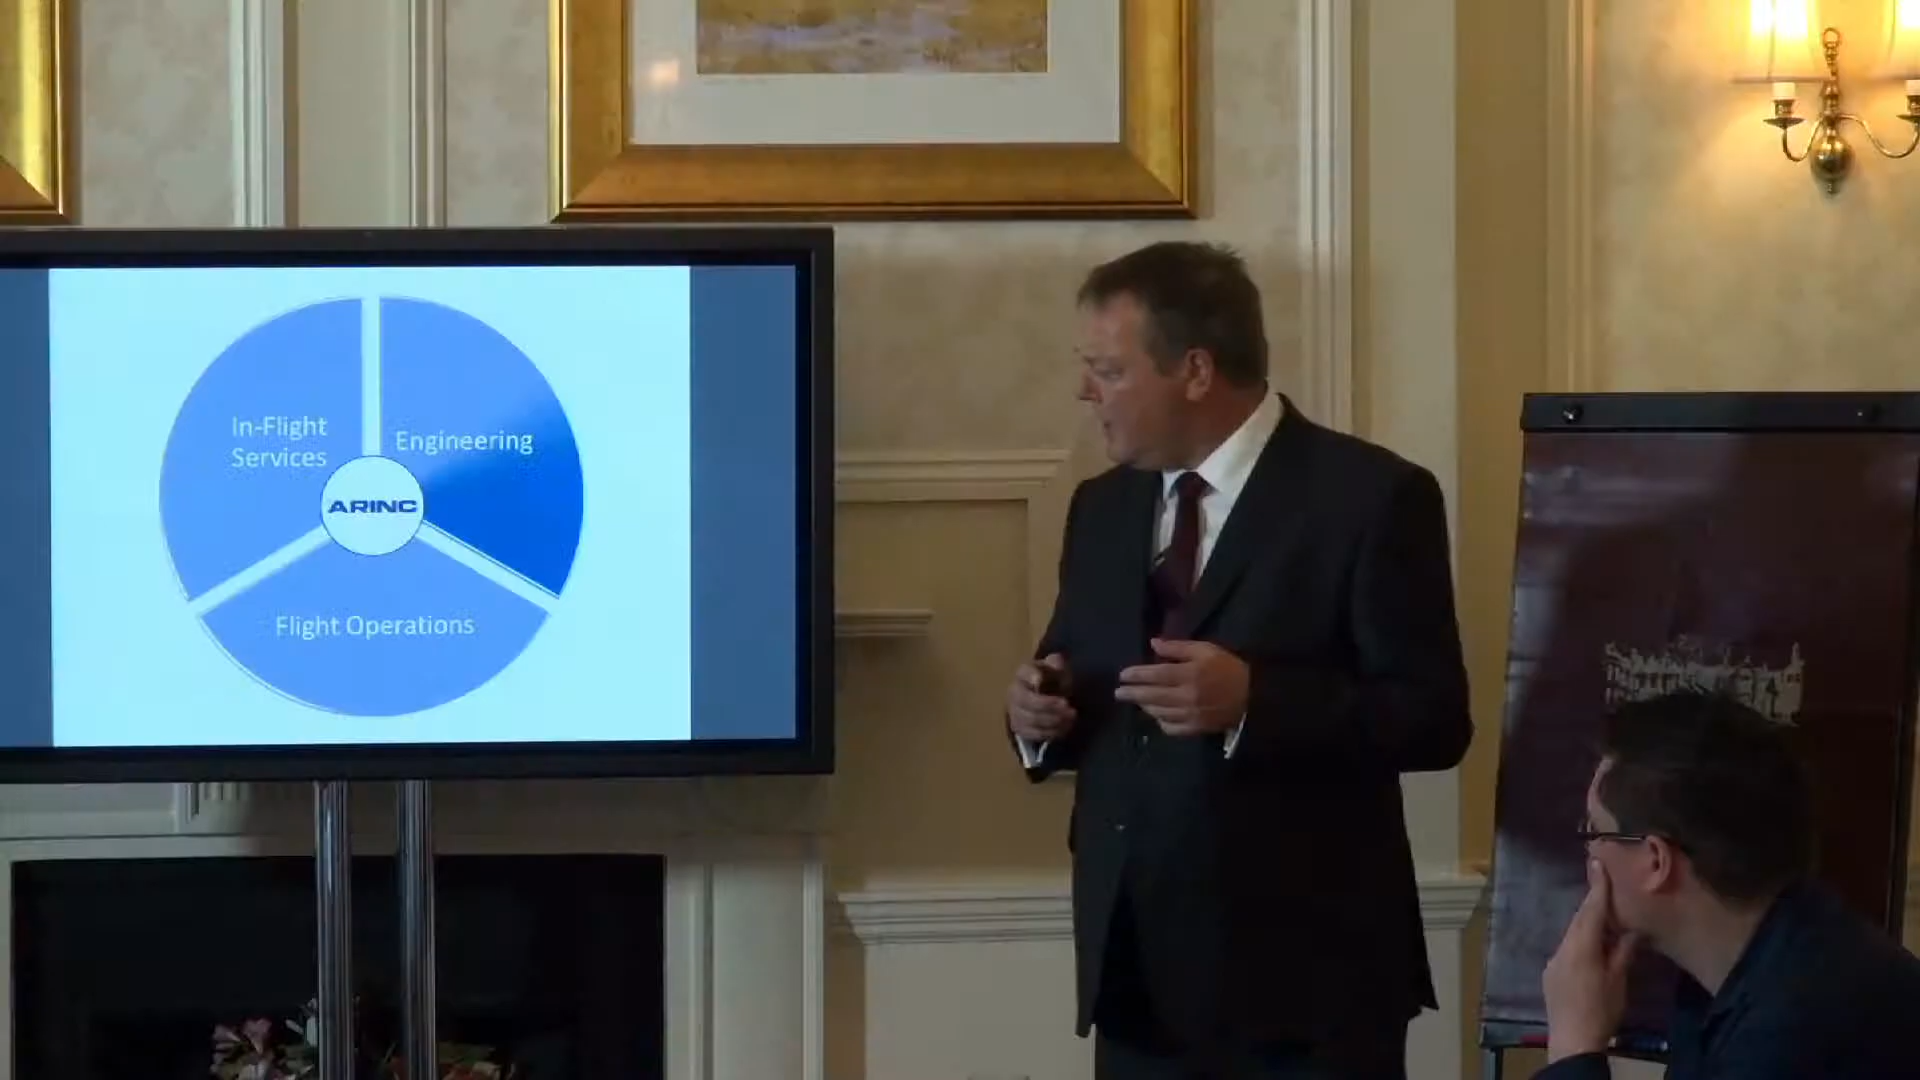 In-Flight
Services
Engineering
ARINC
Flight Operations